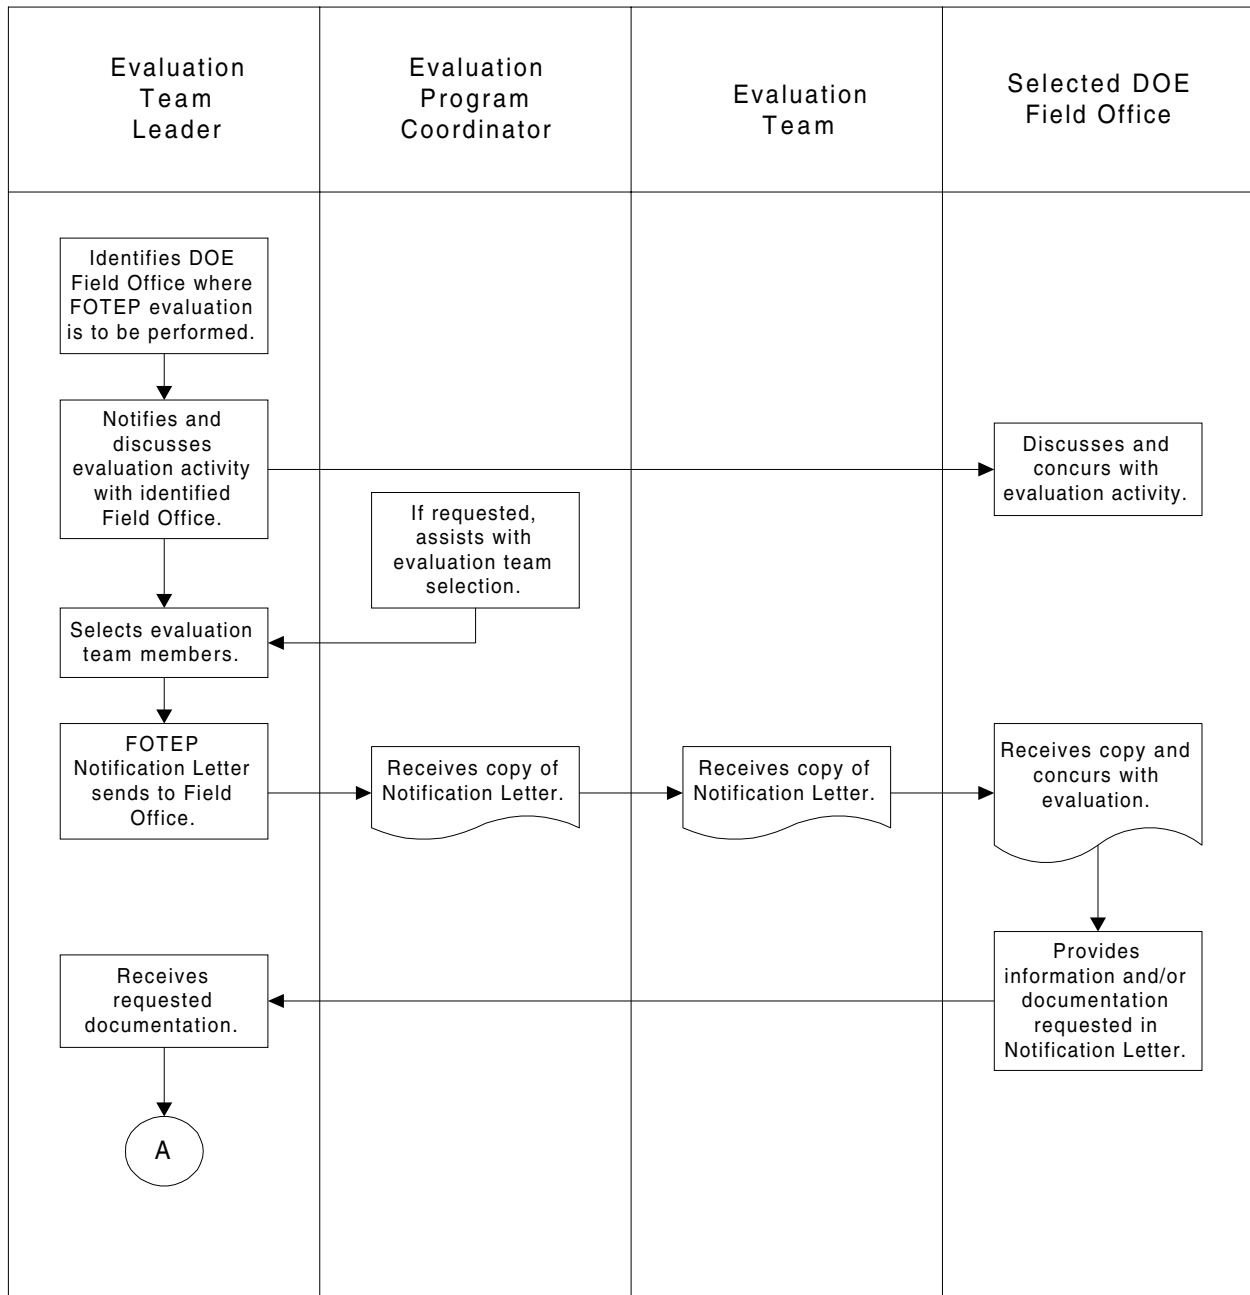 Evaluation
Team
Leader
Evaluation
Program
Coordinator
Evaluation
Team
Selected DOE
Field Office
Identifies DOE
Field Office where
FOTEP evaluation
is to be performed.
Notifies and
discusses
evaluation activity
with identified
Field Office.
Discusses and
concurs with
evaluation activity.
If requested,
assists with
evaluation team
selection.
Selects evaluation
team members.
FOTEP
Notification Letter
sends to Field
Office.
Receives copy of
Notification Letter.
Receives copy of
Notification Letter.
Receives copy and
concurs with
evaluation.
Provides
information and/or
documentation
requested in
Notification Letter.
Receives
requested
documentation.
A